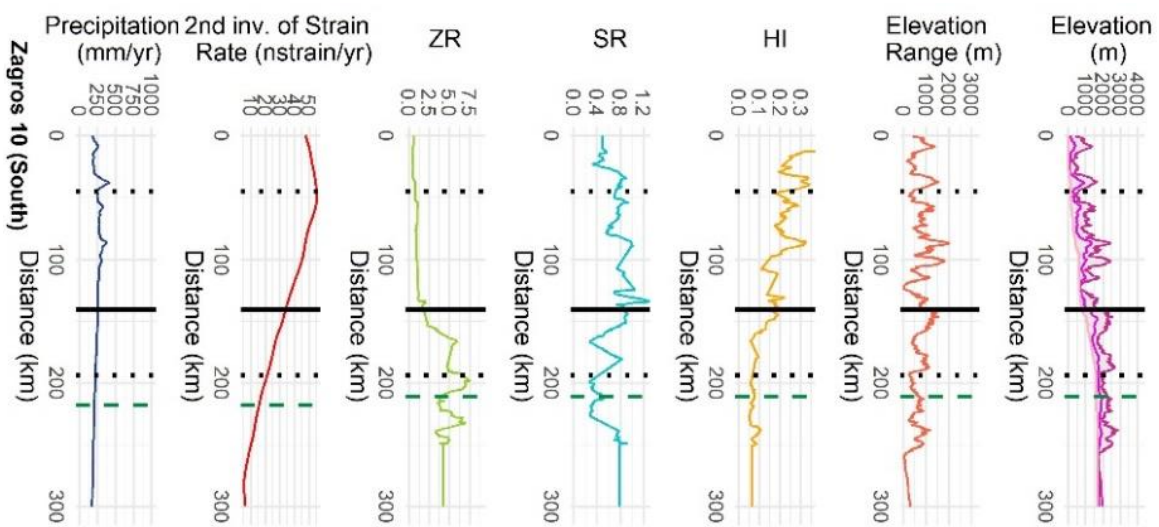 Precipitation
(mm/yr)
2nd inv. of Strain
Rate (nstrain/yr)
ZR
SR
HI
Elevation
Range (m)
Elevation
(m)
Zagros 10 (South)
0 250 500 750 1000
0 100 200 300
Distance (km)
10 20 30 40 50
0 100 200 300
Distance (km)
0.0 2.5 5.0 7.5
0 100 200 300
Distance (km)
0.0 0.4 0.8 1.2
0 100 200 300
Distance (km)
0.0 0.1 0.2 0.3
0 100 200 300
Distance (km)
0 1000 2000 3000
0 100 200 300
Distance (km)
0 1000 2000 3000 4000
0 100 200 300
Distance (km)